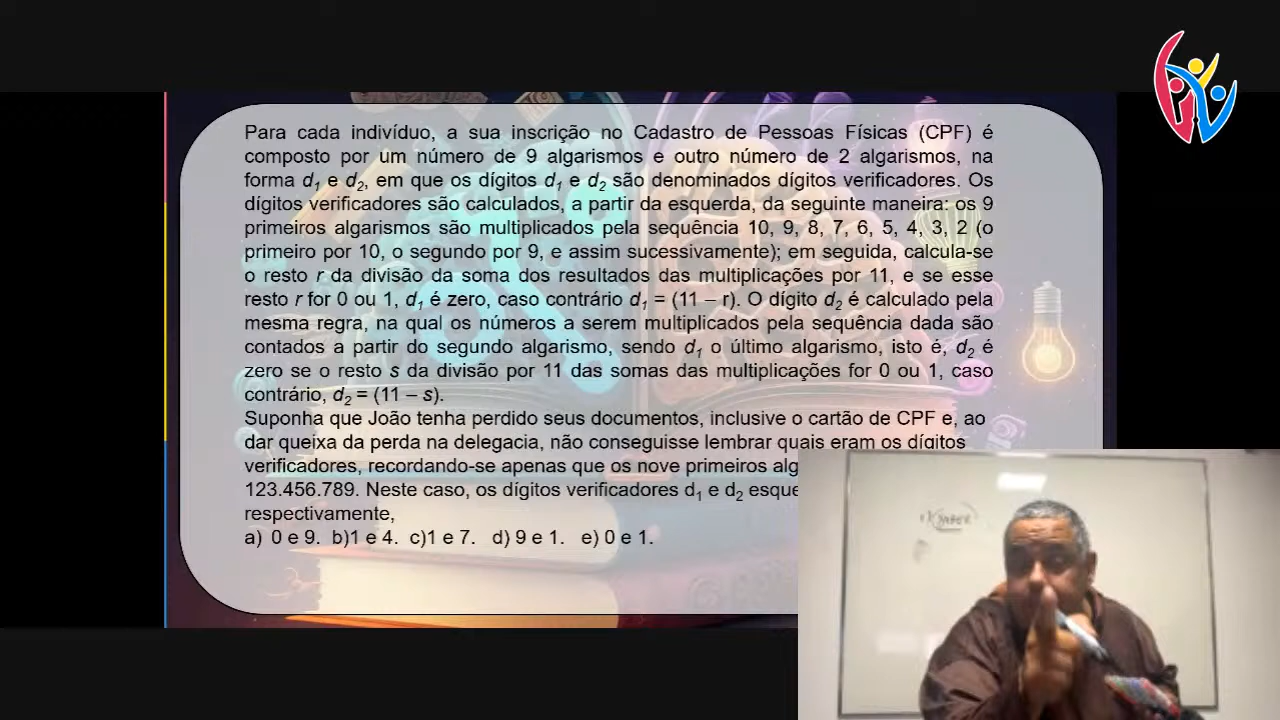 Para cada indivíduo, a sua inscrição no Cadastro de Pessoas Físicas (CPF) é
composto por um número de 9 algarismos e outro número de 2 algarismos, na
forma d₁ e d₂, em que os dígitos d₁ e d₂ são denominados dígitos verificadores. Os
dígitos verificadores são calculados, a partir da esquerda, da seguinte maneira: os 9
primeiros algarismos são multiplicados pela sequência 10, 9, 8, 7, 6, 5, 4, 3, 2 (o
primeiro por 10, o segundo por 9, e assim sucessivamente); em seguida, calcula-se
o resto r da divisão da soma dos resultados das multiplicações por 11, e se esse
resto r for 0 ou 1, d₁ é zero, caso contrário d₁ = (11 – r). O dígito d₂ é calculado pela
mesma regra, na qual os números a serem multiplicados pela sequência dada são
contados a partir do segundo algarismo, sendo d₁ o último algarismo, isto é, d₂ é
zero se o resto s da divisão por 11 das somas das multiplicações for 0 ou 1, caso
contrário, d₂ = (11 – s).
Suponha que João tenha perdido seus documentos, inclusive o cartão de CPF e, ao
dar queixa da perda na delegacia, não conseguisse lembrar quais eram os dígitos
verificadores, recordando-se apenas que os nove primeiros alg
123.456.789. Neste caso, os dígitos verificadores d₁ e d₂ esque
respectivamente,
a) 0 e 9. b)1 e 4. c)1 e 7. d) 9 e 1. e) 0 e 1.